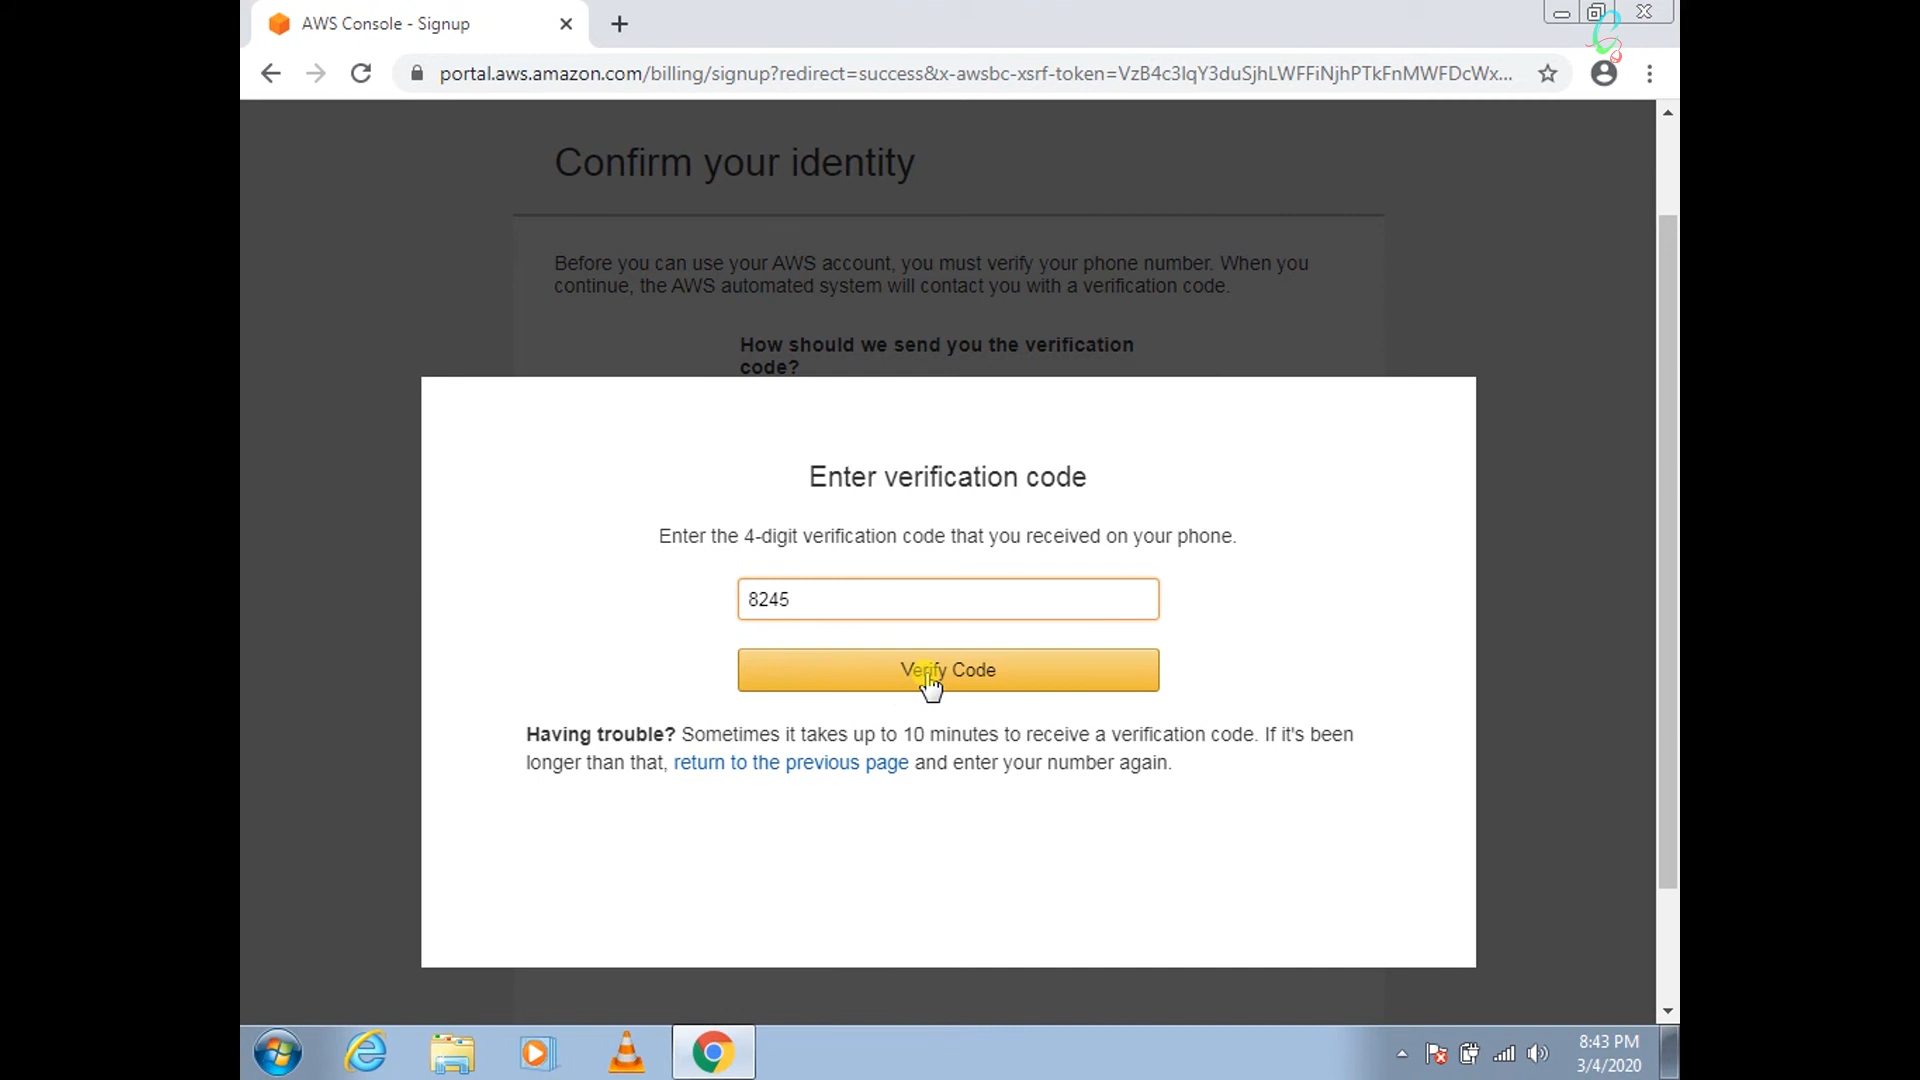 AWS Console - Signup
portal.aws.amazon.com/billing/signup?redirect=success&x-awsbc-xsrf-token=VzB4c3lqY3duSjhLWFFiNjhPTkFnMWFDcWx...
Confirm your identity
Before you can use your AWS account, you must verify your phone number. When you
continue, the AWS automated system will contact you with a verification code.
How should we send you the verification
code?
Enter verification code
Enter the 4-digit verification code that you received on your phone.
8245
Verify Code
Having trouble? Sometimes it takes up to 10 minutes to receive a verification code. If it's been
longer than that, return to the previous page and enter your number again.
8:43 PM
3/4/2020